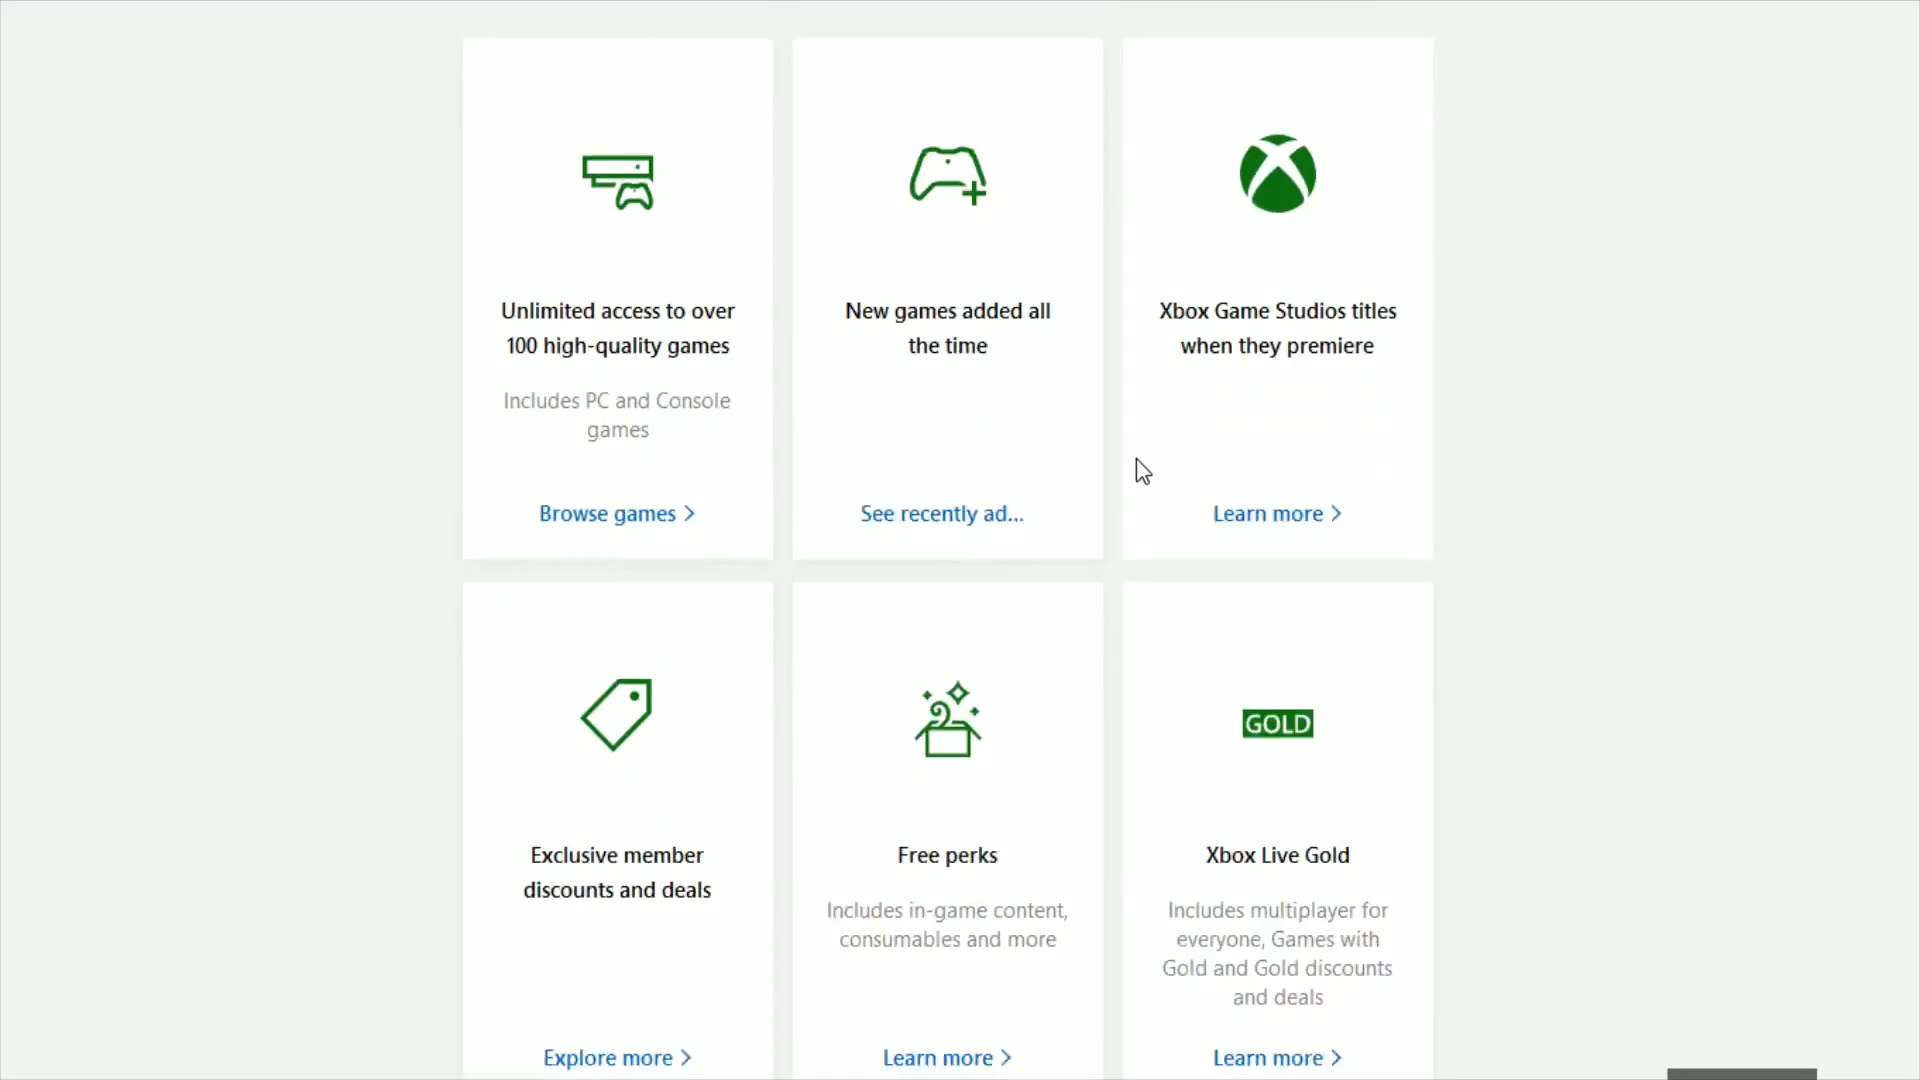 Unlimited access to over
100 high-quality games
Includes PC and Console
games
Browse games
New games added all
the time
See recently ad...
Xbox Game Studios titles
when they premiere
Learn more
Exclusive member
discounts and deals
Explore more
Free perks
Includes in-game content,
consumables and more
Learn more
GOLD
Xbox Live Gold
Includes multiplayer for
everyone, Games with
Gold and Gold discounts
and deals
Learn more